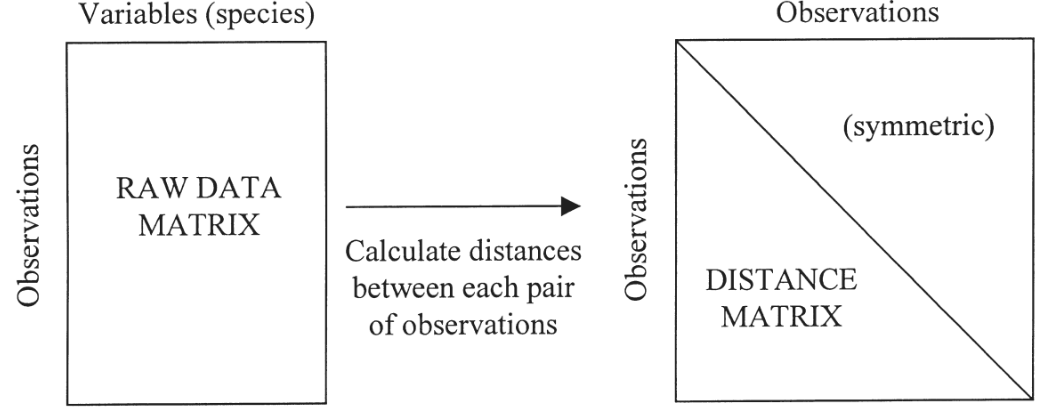 Variables (species)
Observations
RAW DATA
MATRIX
Calculate distances
between each pair
of observations
Observations
Observations
(symmetric)
DISTANCE
MATRIX